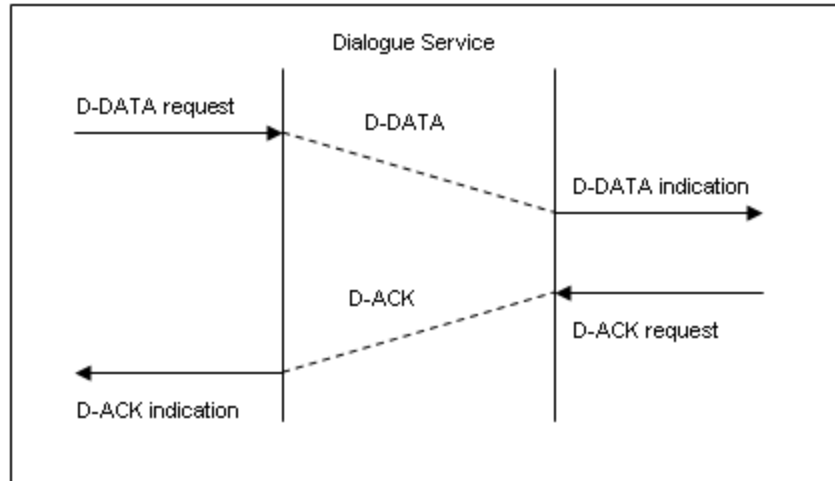 Dialogue Service
D-DATA request
D-DATA
D-DATA indication
D-ACK
D-ACK request
D-ACK indication